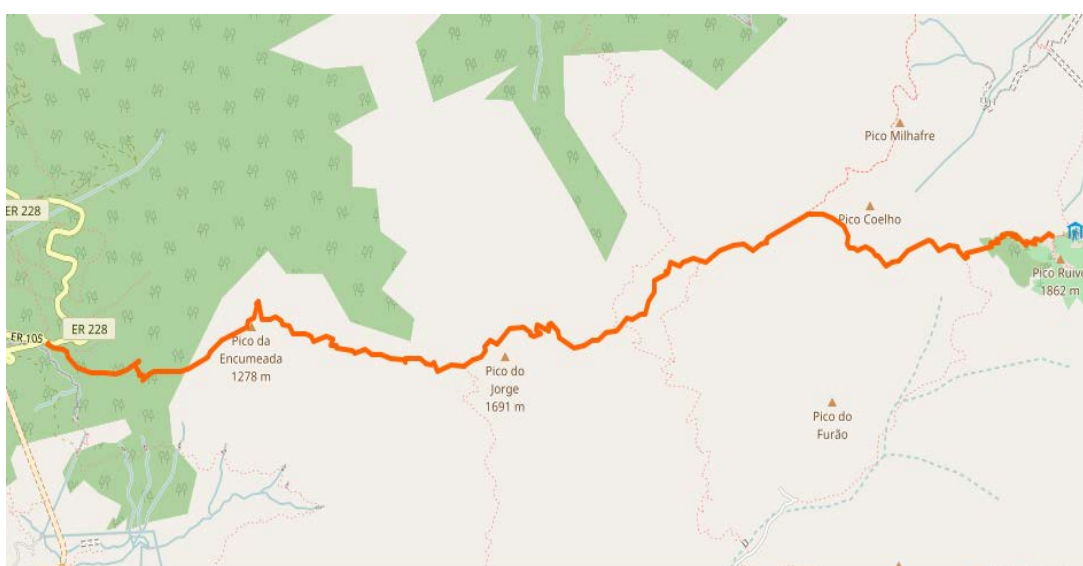 Pico Milhafre
ER 228
Pico Coelho
Pico Ruivo
1862 m
ER 105
ER 228
Pico da
Encumeada
1278 m
Pico do
Jorge
1691 m
Pico do
Furão